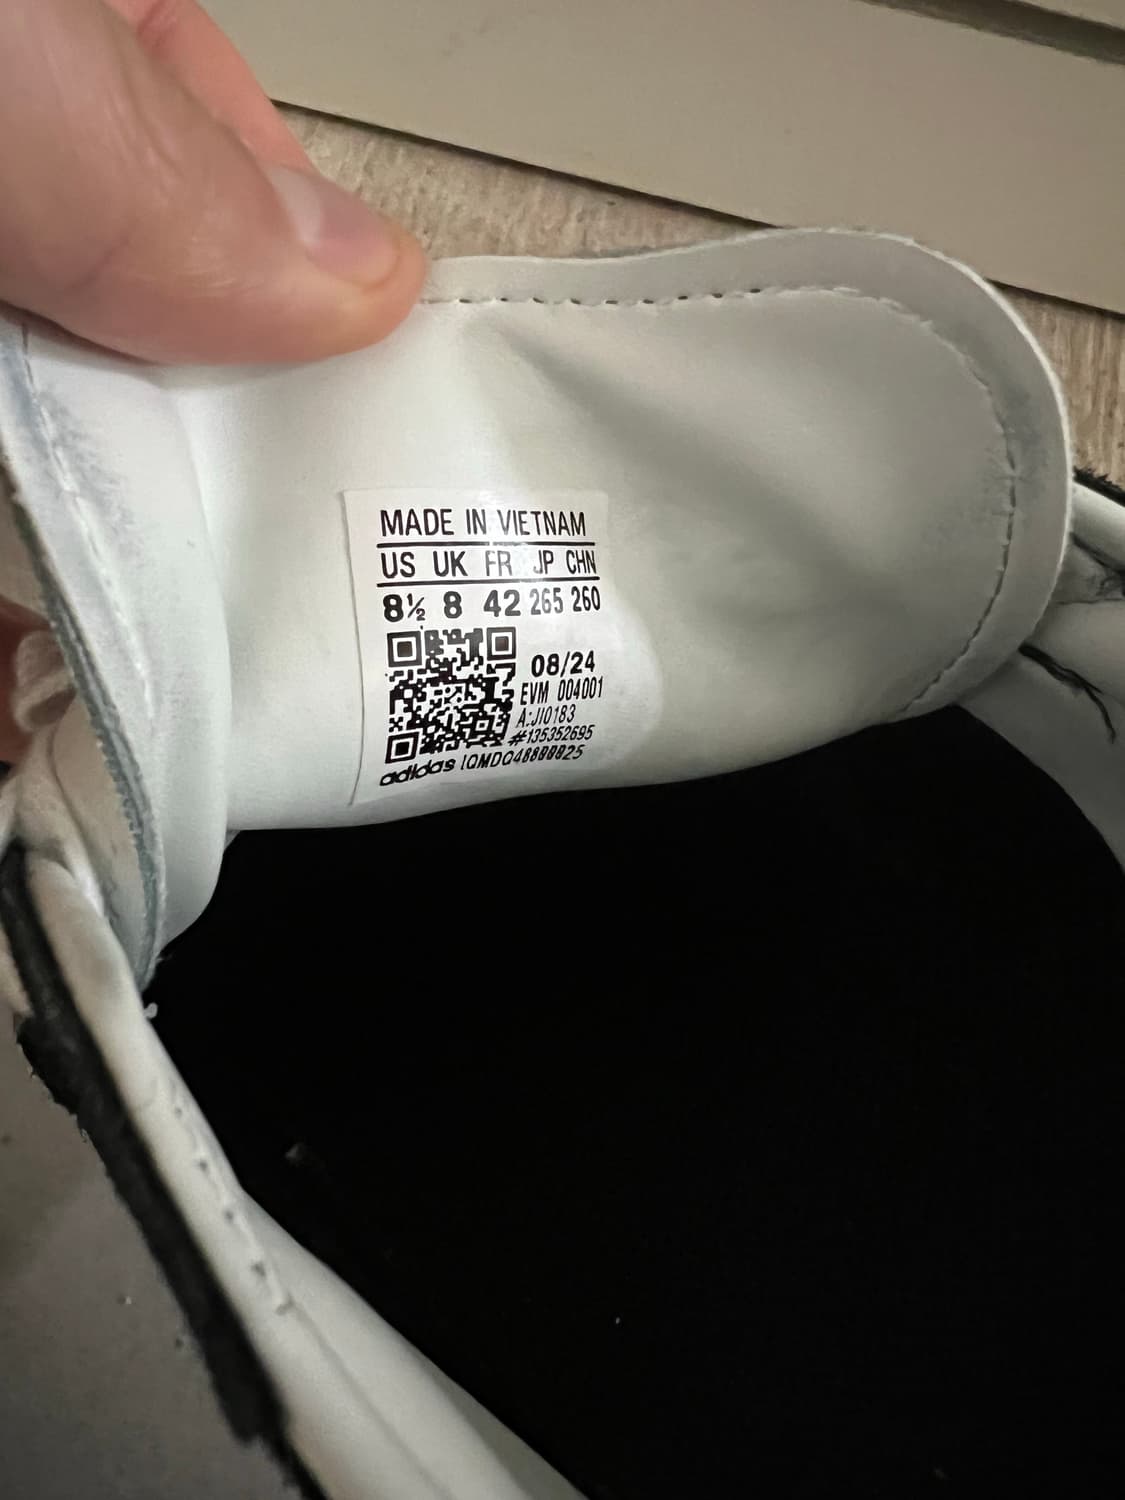 MADE IN VIETNAM
US UK FR JP CHN
8½ 8 42 265 260
08/24
EVM 004001
A:JI0183
#135352695
adidas